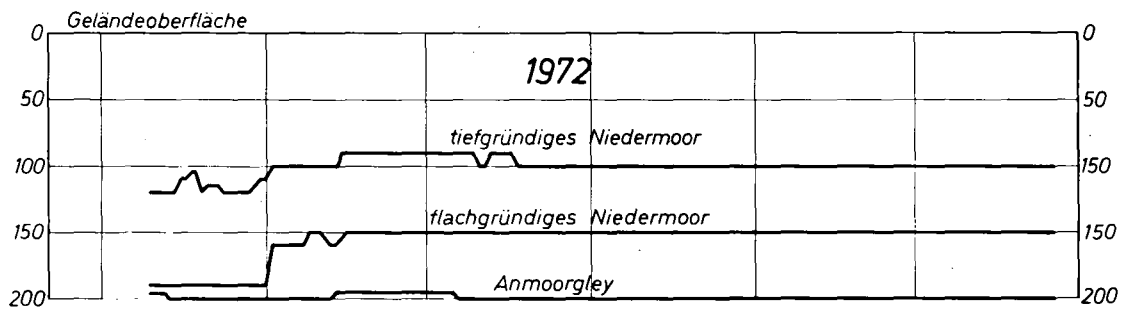 Geländeoberfläche
0 0
1972
50 50
tiefgründiges Niedermoor
100 150
flachgründiges Niedermoor
150 150
Anmoorgley
200 200